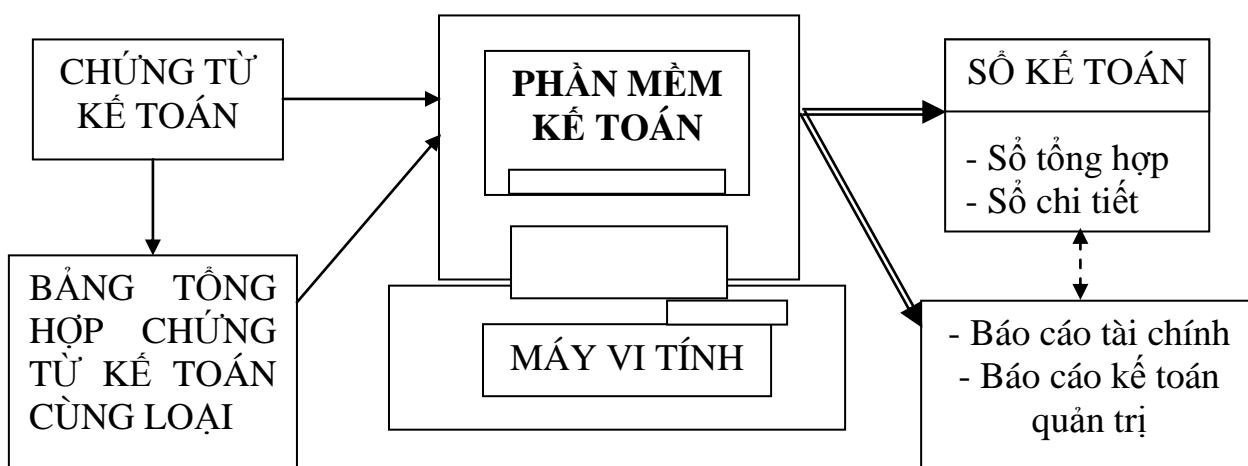 CHỨNG TỪ
KẾ TOÁN
BẢNG TỔNG
HỢP CHỨNG
TỪ KẾ TOÁN
CÙNG LOẠI
PHẦN MỀM
KẾ TOÁN
MÁY VI TÍNH
SỔ KẾ TOÁN
- Sổ tổng hợp
- Sổ chi tiết
- Báo cáo tài chính
- Báo cáo kế toán
quản trị